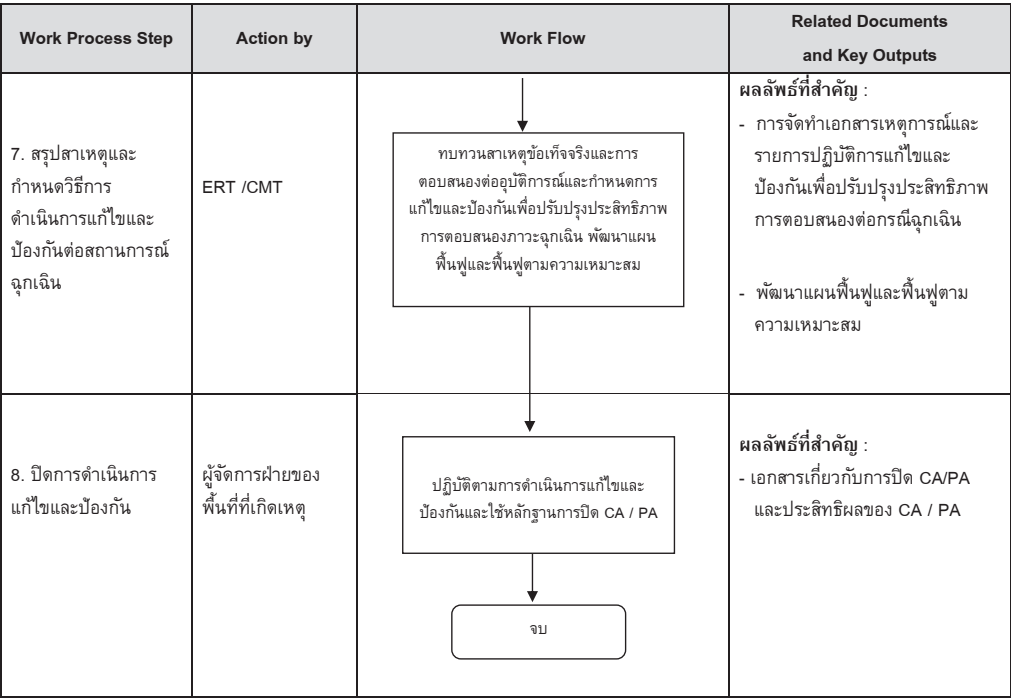 Work Process Step
Action by
Work Flow
Related Documents
and Key Outputs
7. สรุปสาเหตุและ
กำหนดวิธีการ
ดำเนินการแก้ไขและ
ป้องกันต่อสถานการณ์
ฉุกเฉิน
ERT /CMT
ทบทวนสาเหตุข้อเท็จจริงและการ
ตอบสนองต่ออุบัติการณ์และกำหนดการ
แก้ไขและป้องกันเพื่อปรับปรุงประสิทธิภาพ
การตอบสนองภาวะฉุกเฉิน พัฒนาแผน
ฟื้นฟูและฟื้นฟูตามความเหมาะสม
ผลลัพธ์ที่สำคัญ :
- การจัดทำเอกสารเหตุการณ์และ
รายการปฏิบัติการแก้ไขและ
ป้องกันเพื่อปรับปรุงประสิทธิภาพ
การตอบสนองต่อกรณีฉุกเฉิน
- พัฒนาแผนฟื้นฟูและฟื้นฟูตาม
ความเหมาะสม
8. ปิดการดำเนินการ
แก้ไขและป้องกัน
ผู้จัดการฝ่ายของ
พื้นที่ที่เกิดเหตุ
ปฏิบัติตามการดำเนินการแก้ไขและ
ป้องกันและใช้หลักฐานการปิด CA / PA
จบ
ผลลัพธ์ที่สำคัญ :
- เอกสารเกี่ยวกับการปิด CA/PA
และประสิทธิผลของ CA / PA